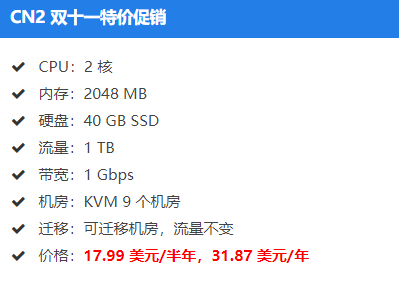 CN2 双十一特价促销
CPU：2 核
内存：2048 MB
硬盘：40 GB SSD
流量：1 TB
带宽：1 Gbps
机房：KVM 9 个机房
迁移：可迁移机房，流量不变
价格：17.99 美元/半年，31.87 美元/年